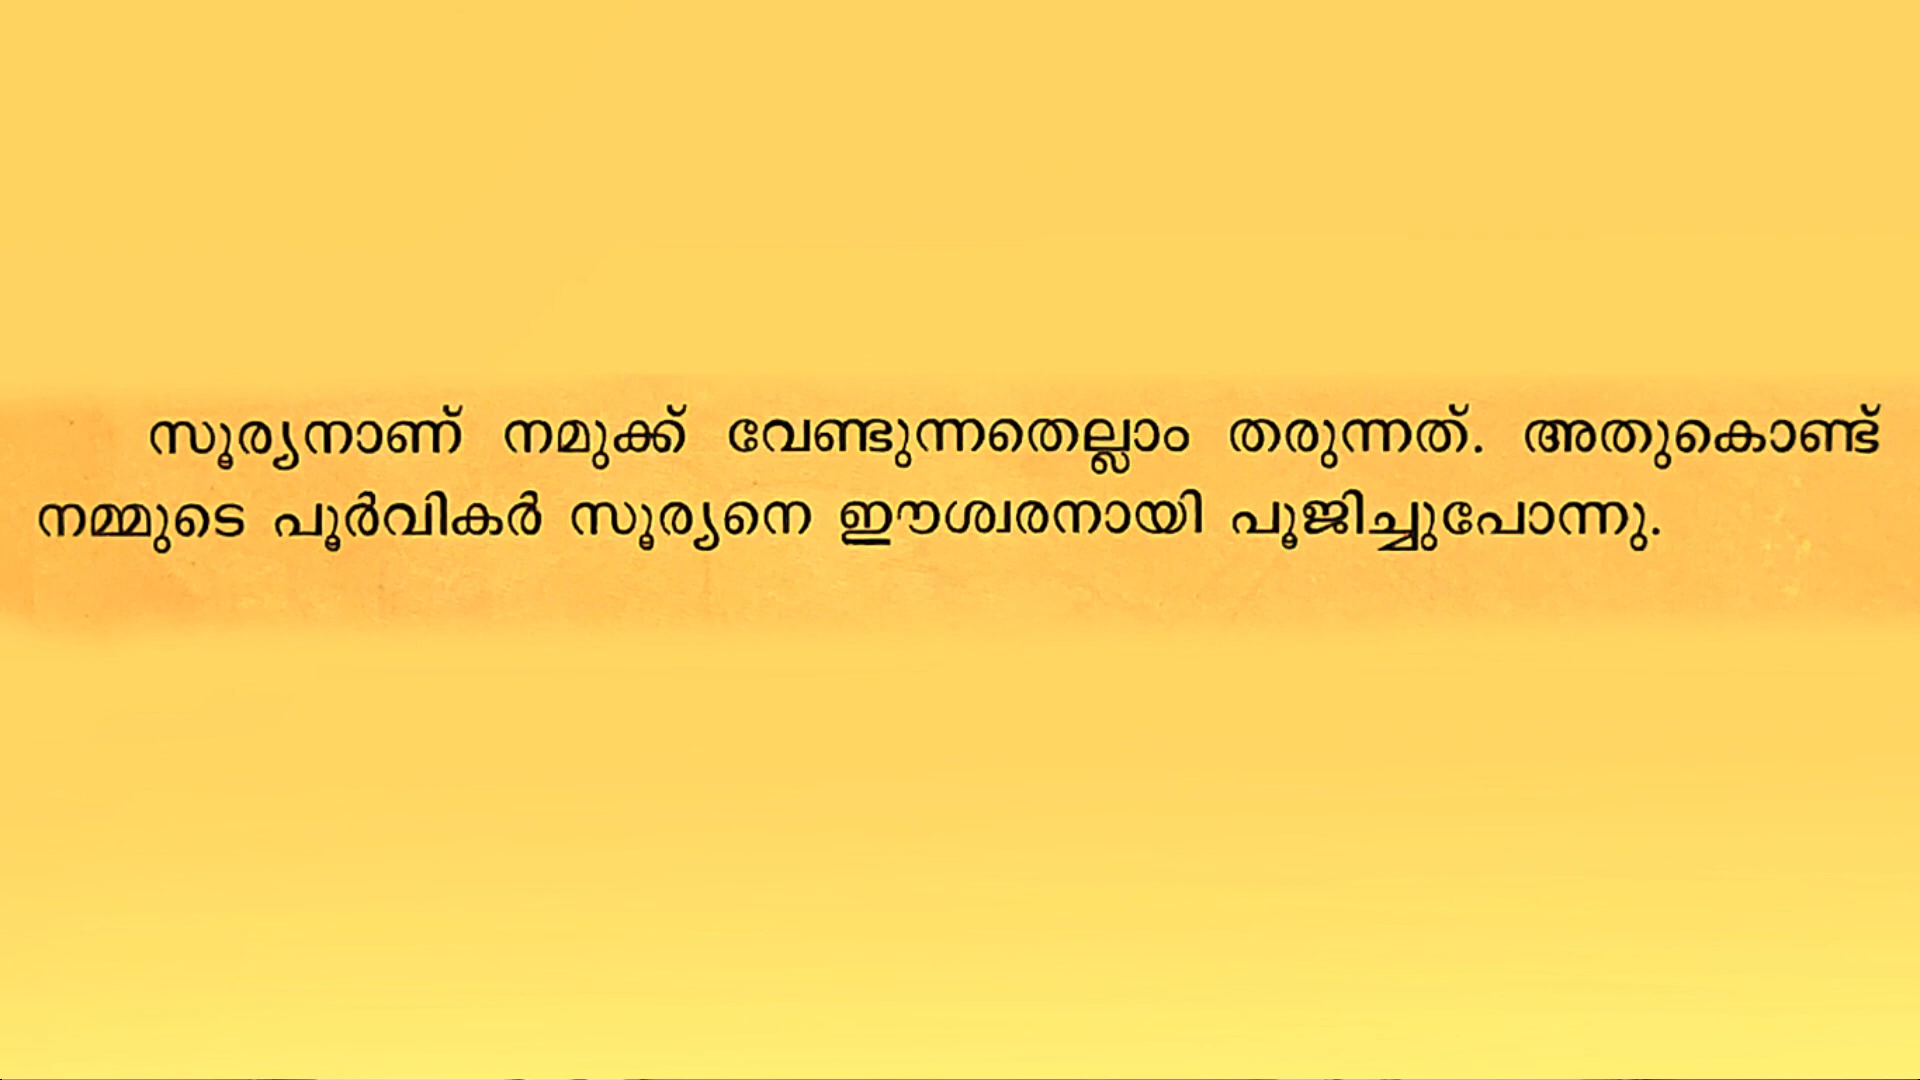 സൂര്യനാണ് നമുക്ക് വേണ്ടുന്നതെല്ലാം തരുന്നത്. അതുകൊണ്ട്
നമ്മുടെ പൂർവികർ സൂര്യനെ ഈശ്വരനായി പൂജിച്ചുപോന്നു.